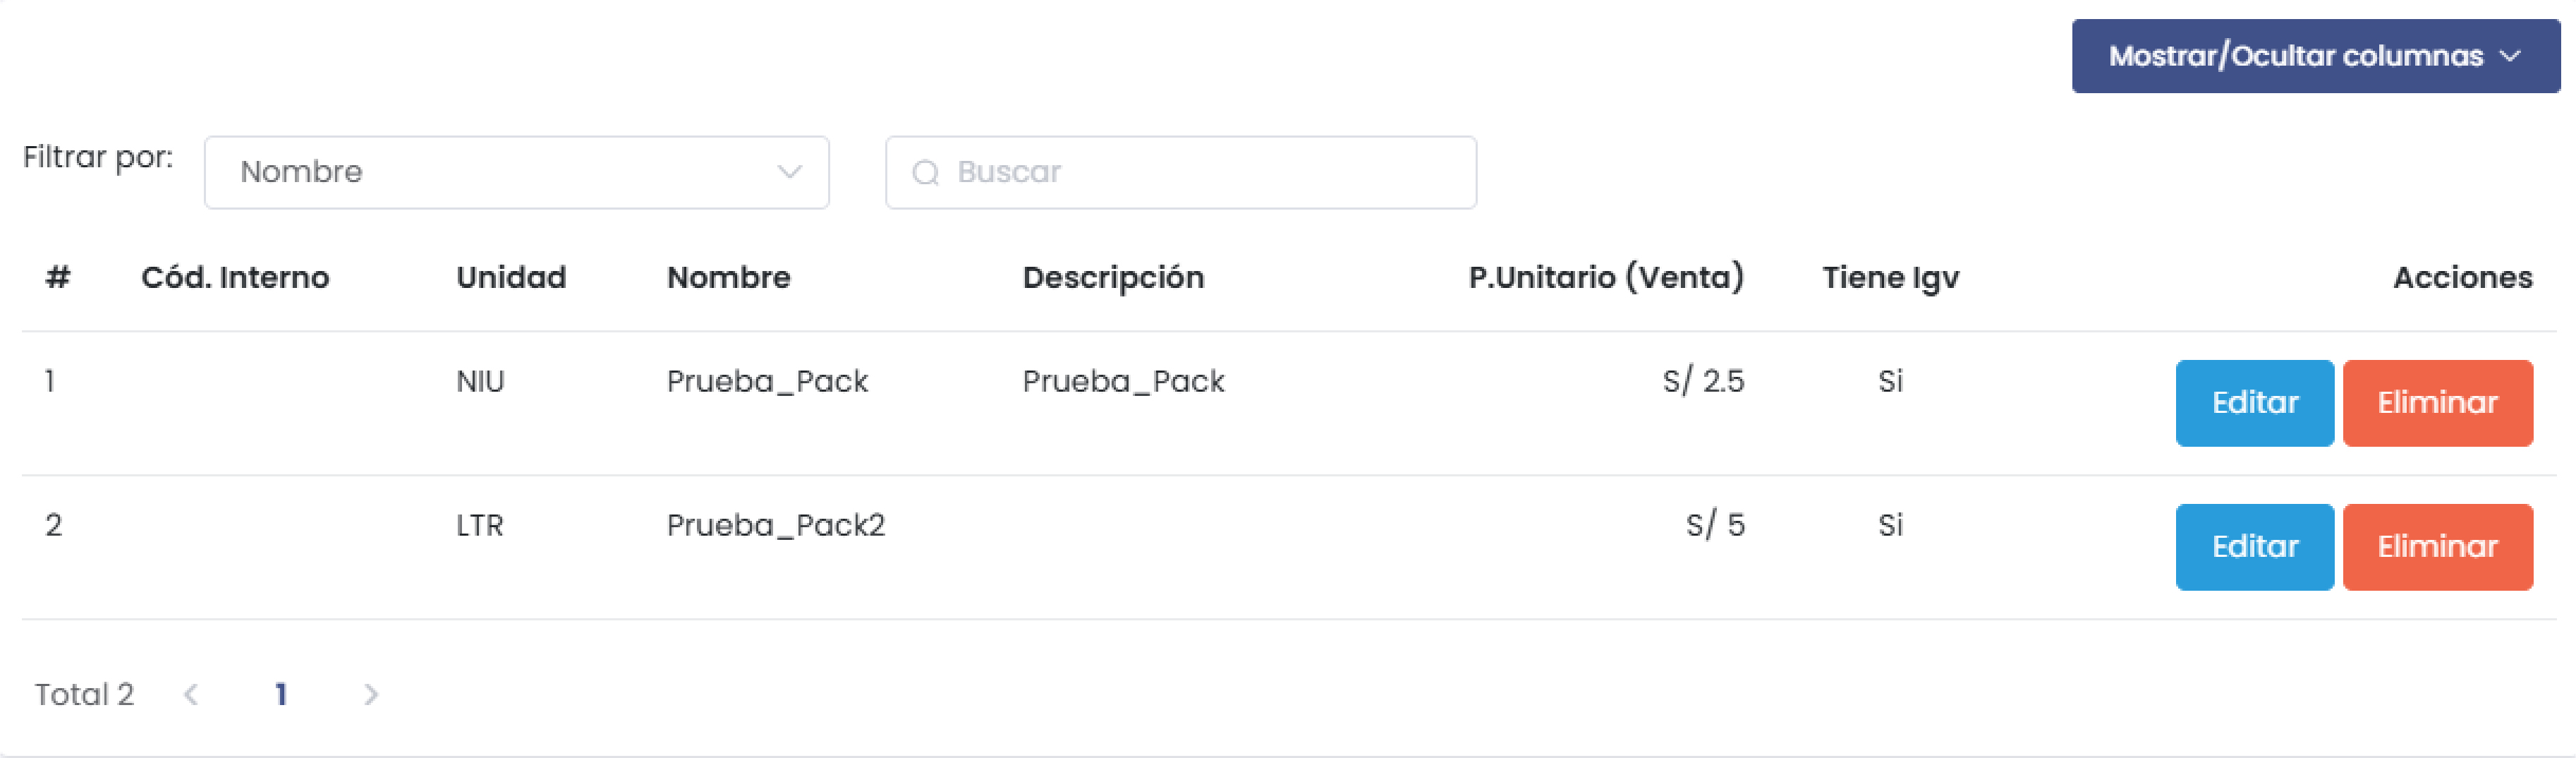 Mostrar/Ocultar columnas
Filtrar por: Nombre Buscar
# Cód. Interno Unidad Nombre Descripción P.Unitario (Venta) Tiene Igv Acciones
1 NIU Prueba_Pack Prueba_Pack S/ 2.5 Si Editar Eliminar
2 LTR Prueba_Pack2 S/ 5 Si Editar Eliminar
Total 2 < 1 >